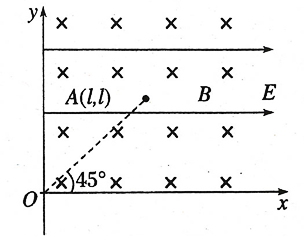 y
× × × ×
× × × ×
A(l,l) B E
× × × ×
45°
× × × ×
O x